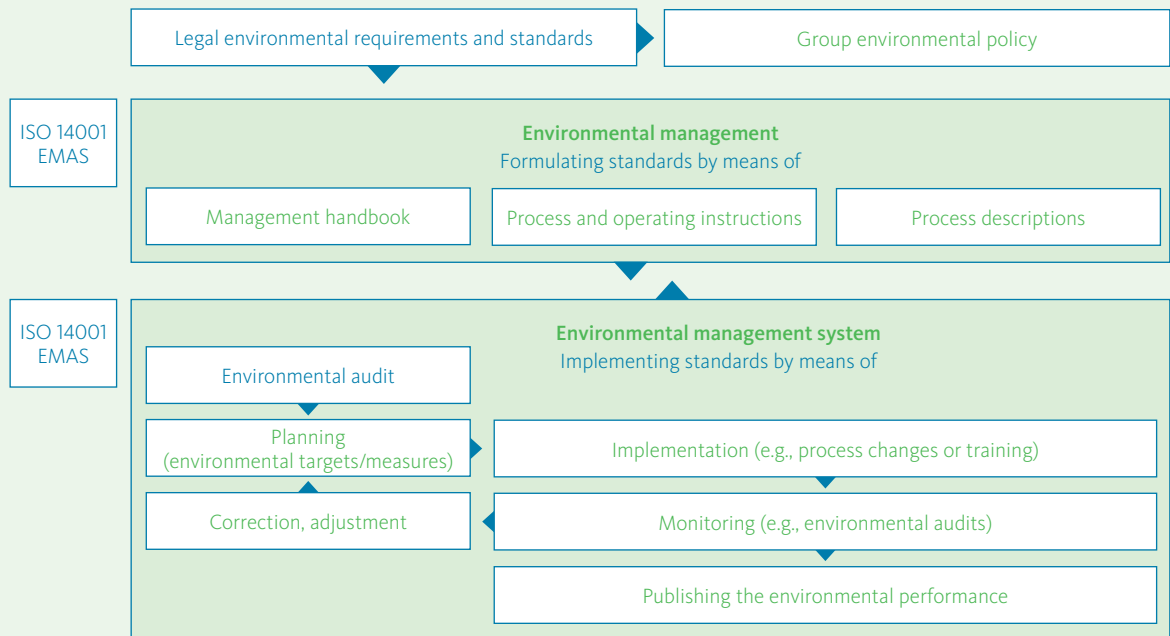 Legal environmental requirements and standards
Group environmental policy
ISO 14001
EMAS
Environmental management
Formulating standards by means of
Management handbook
Process and operating instructions
Process descriptions
ISO 14001
EMAS
Environmental management system
Implementing standards by means of
Environmental audit
Planning
(environmental targets/measures)
Implementation (e.g., process changes or training)
Correction, adjustment
Monitoring (e.g., environmental audits)
Publishing the environmental performance